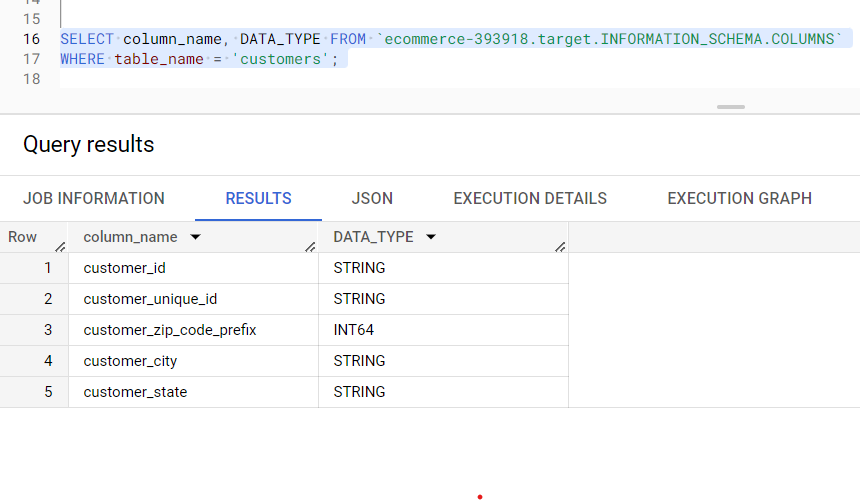 14
15
16 SELECT column_name, DATA_TYPE FROM `ecommerce-393918.target.INFORMATION_SCHEMA.COLUMNS`
17 WHERE table_name = 'customers';
18
Query results
JOB INFORMATION RESULTS JSON EXECUTION DETAILS EXECUTION GRAPH
Row column_name DATA_TYPE
1 customer_id STRING
2 customer_unique_id STRING
3 customer_zip_code_prefix INT64
4 customer_city STRING
5 customer_state STRING